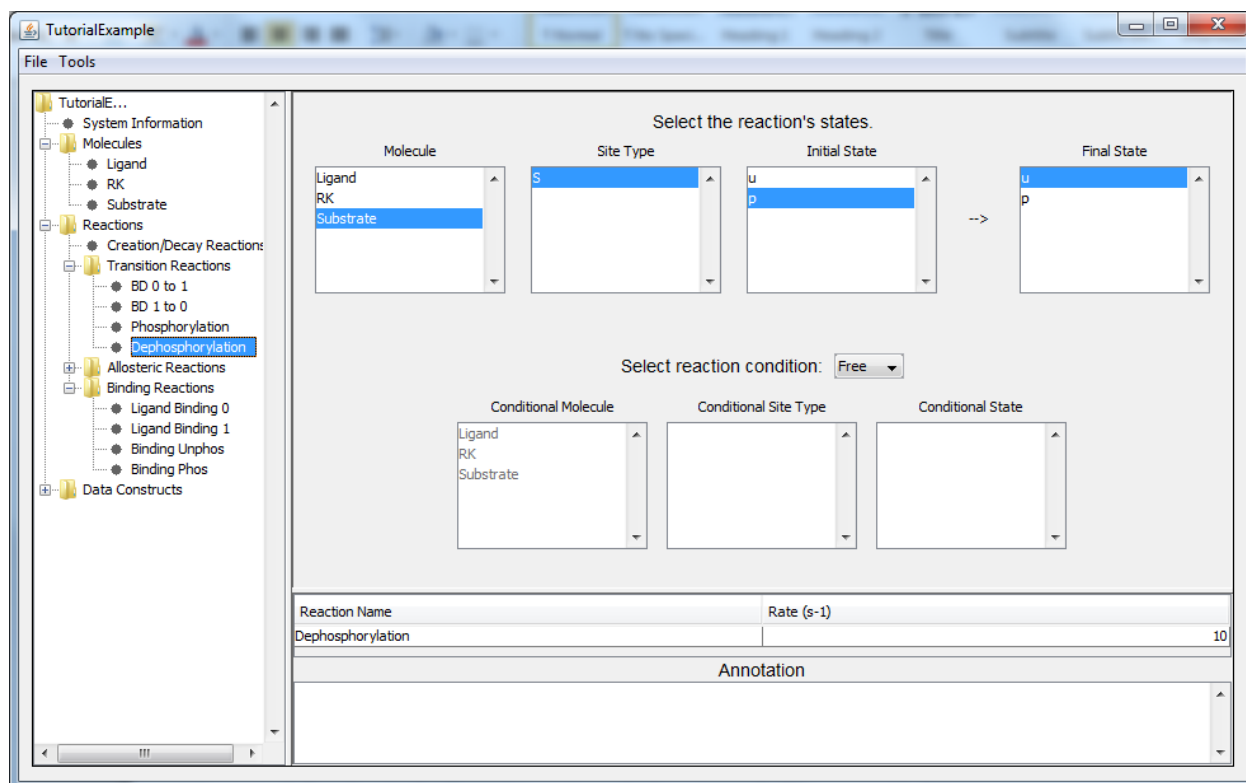 TutorialExample
File Tools
TutorialE...
System Information
Molecules
Ligand
RK
Substrate
Reactions
Creation/Decay Reactions
Transition Reactions
BD 0 to 1
BD 1 to 0
Phosphorylation
Dephosphorylation
Allosteric Reactions
Binding Reactions
Ligand Binding 0
Ligand Binding 1
Binding Unphos
Binding Phos
Data Constructs
Select the reaction's states.
Molecule Site Type Initial State Final State
Ligand S u u
RK p --> p
Substrate
Select reaction condition: Free
Conditional Molecule Conditional Site Type Conditional State
Ligand
RK
Substrate
Reaction Name Rate (s-1)
Dephosphorylation 10
Annotation